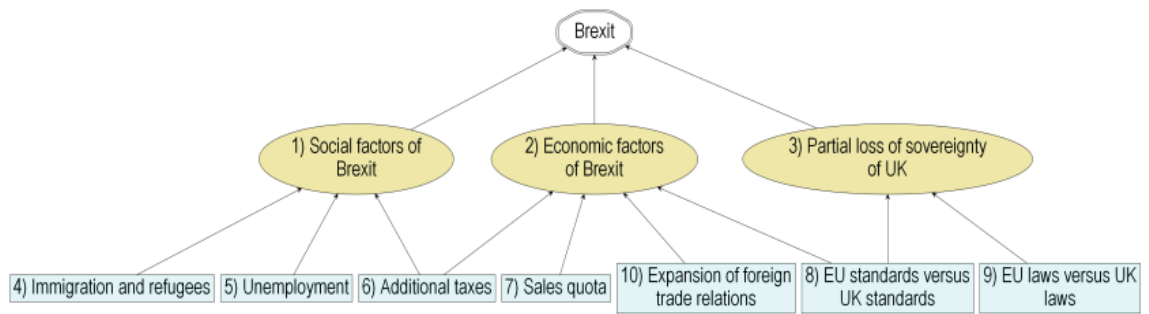 Brexit
1) Social factors of
Brexit
2) Economic factors
of Brexit
3) Partial loss of sovereignty
of UK
4) Immigration and refugees
5) Unemployment
6) Additional taxes
7) Sales quota
10) Expansion of foreign
trade relations
8) EU standards versus
UK standards
9) EU laws versus UK
laws